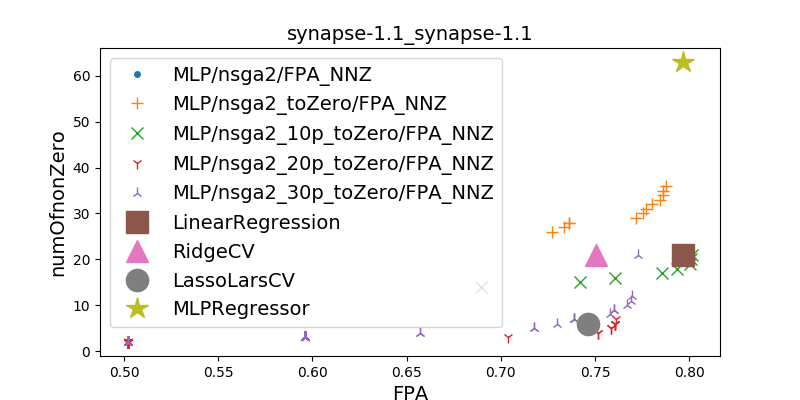 synapse-1.1_synapse-1.1
numOfnonZero
60
50
40
30
20
10
0
MLP/nsga2/FPA_NNZ
MLP/nsga2_toZero/FPA_NNZ
MLP/nsga2_10p_toZero/FPA_NNZ
MLP/nsga2_20p_toZero/FPA_NNZ
MLP/nsga2_30p_toZero/FPA_NNZ
LinearRegression
RidgeCV
LassoLarsCV
MLPRegressor
0.50 0.55 0.60 0.65 0.70 0.75 0.80
FPA